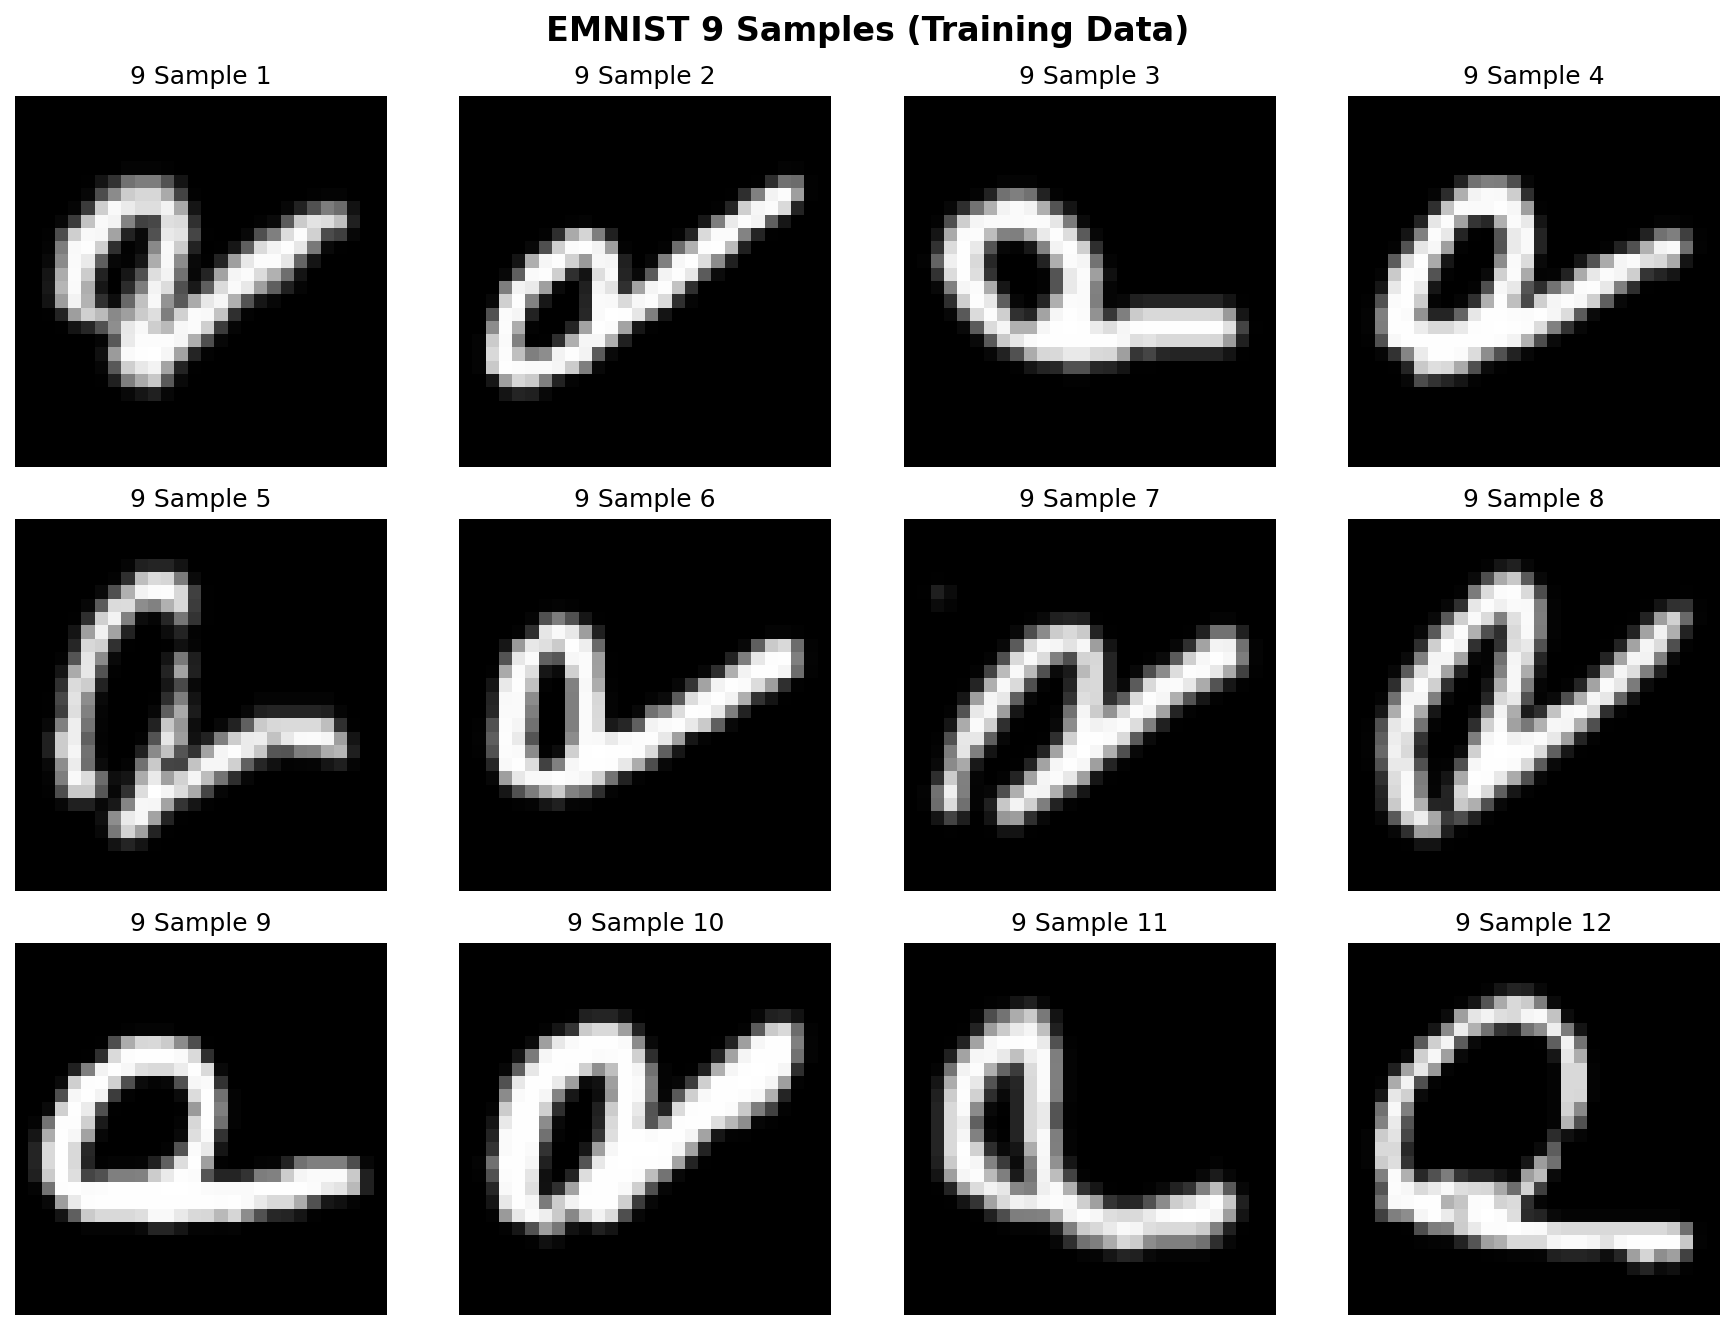 EMNIST 9 Samples (Training Data)
9 Sample 1
9 Sample 2
9 Sample 3
9 Sample 4
9 Sample 5
9 Sample 6
9 Sample 7
9 Sample 8
9 Sample 9
9 Sample 10
9 Sample 11
9 Sample 12